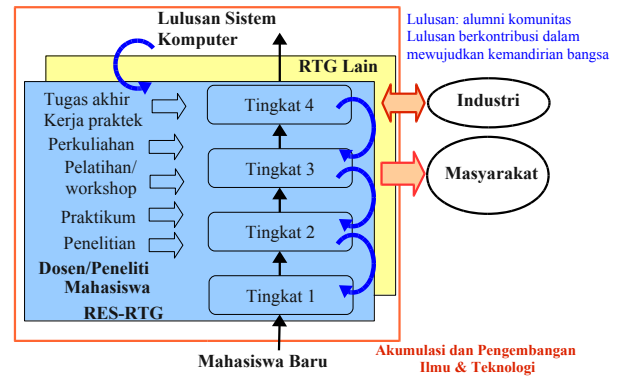 Lulusan Sistem
Komputer
Lulusan: alumni komunitas
Lulusan berkontribusi dalam
mewujudkan kemandirian bangsa
RTG Lain
Tugas akhir
Kerja praktek
Perkuliahan
Pelatihan/
workshop
Praktikum
Penelitian
Dosen/Peneliti
Mahasiswa
RES-RTG
Tingkat 4
Tingkat 3
Tingkat 2
Tingkat 1
Industri
Masyarakat
Mahasiswa Baru
Akumulasi dan Pengembangan
Ilmu & Teknologi